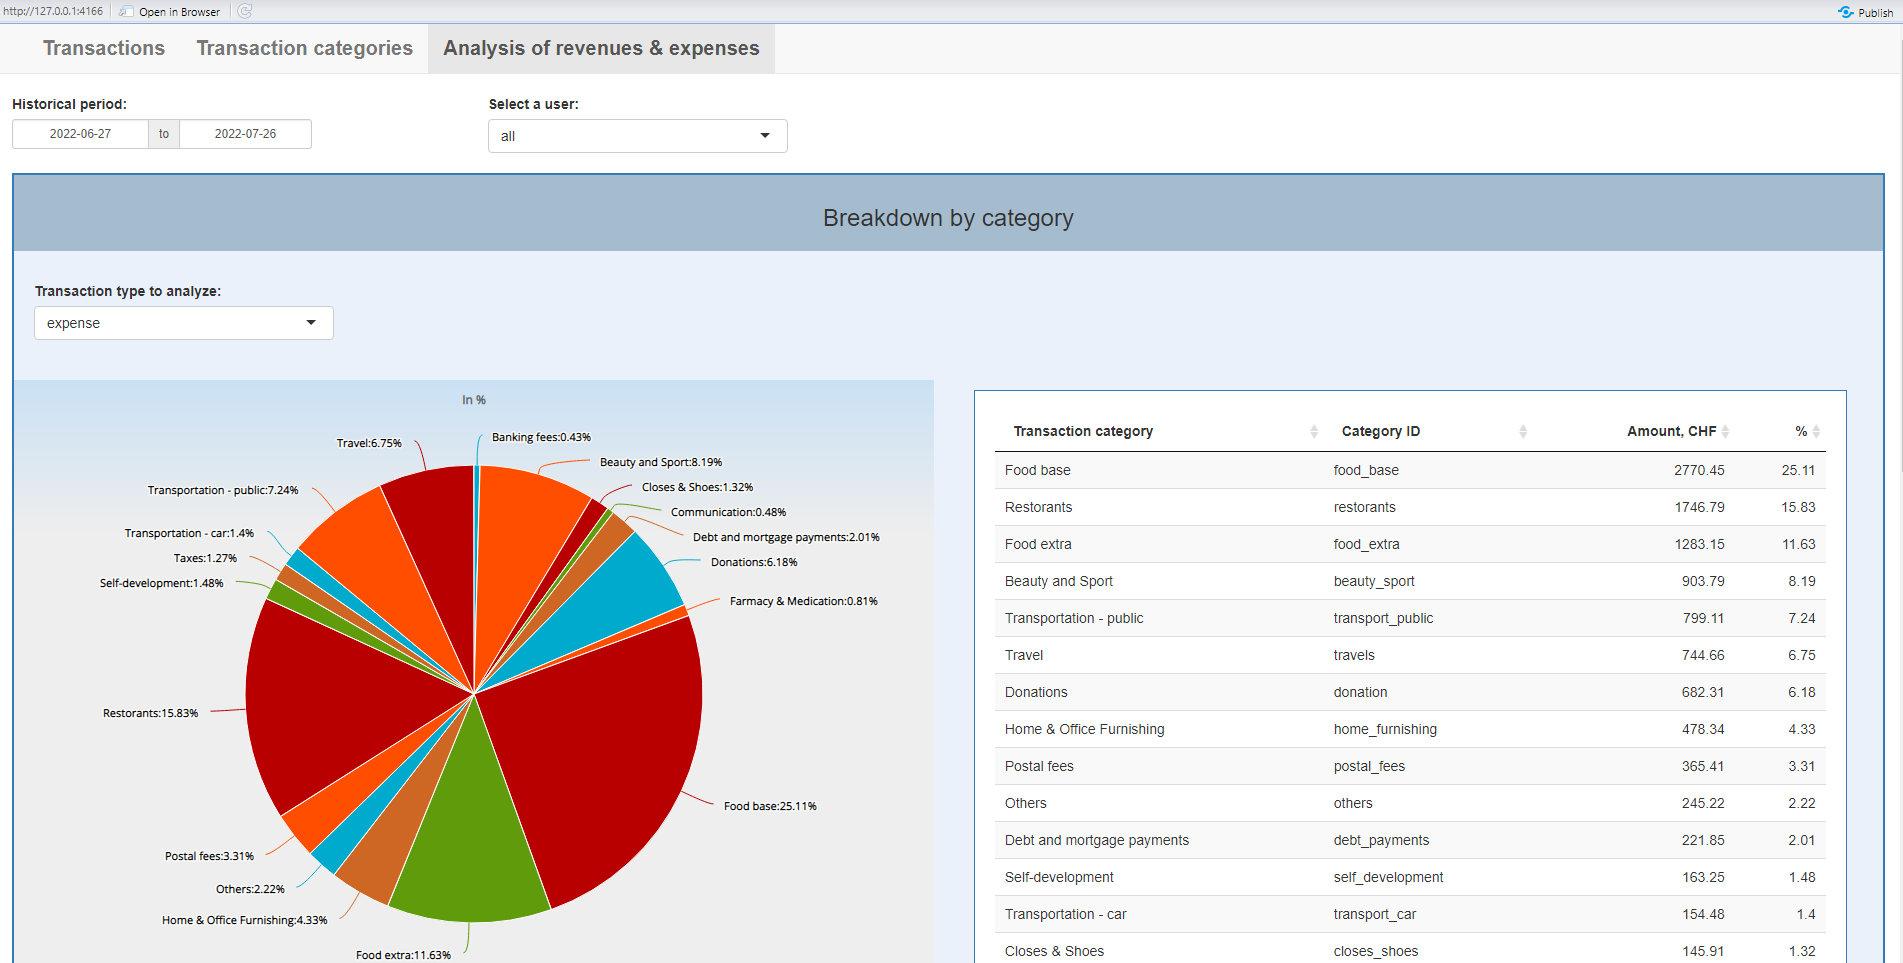 http://127.0.0.1:4166 Open in Browser Publish
Transactions Transaction categories Analysis of revenues & expenses
Historical period: Select a user:
2022-06-27 to 2022-07-26 all
Breakdown by category
Transaction type to analyze:
expense
In %
Banking fees:0.43%
Travel:6.75%
Beauty and Sport:8.19%
Closes & Shoes:1.32%
Transportation - public:7.24%
Communication:0.48%
Transportation - car:1.4%
Debt and mortgage payments:2.01%
Taxes:1.27%
Donations:6.18%
Self-development:1.48%
Farmacy & Medication:0.81%
Restorants:15.83%
Food base:25.11%
Postal fees:3.31%
Others:2.22%
Home & Office Furnishing:4.33%
Food extra:11.63%
Transaction category Category ID Amount, CHF %
Food base food_base 2770.45 25.11
Restorants restorants 1746.79 15.83
Food extra food_extra 1283.15 11.63
Beauty and Sport beauty_sport 903.79 8.19
Transportation - public transport_public 799.11 7.24
Travel travels 744.66 6.75
Donations donation 682.31 6.18
Home & Office Furnishing home_furnishing 478.34 4.33
Postal fees postal_fees 365.41 3.31
Others others 245.22 2.22
Debt and mortgage payments debt_payments 221.85 2.01
Self-development self_development 163.25 1.48
Transportation - car transport_car 154.48 1.4
Closes & Shoes closes_shoes 145.91 1.32